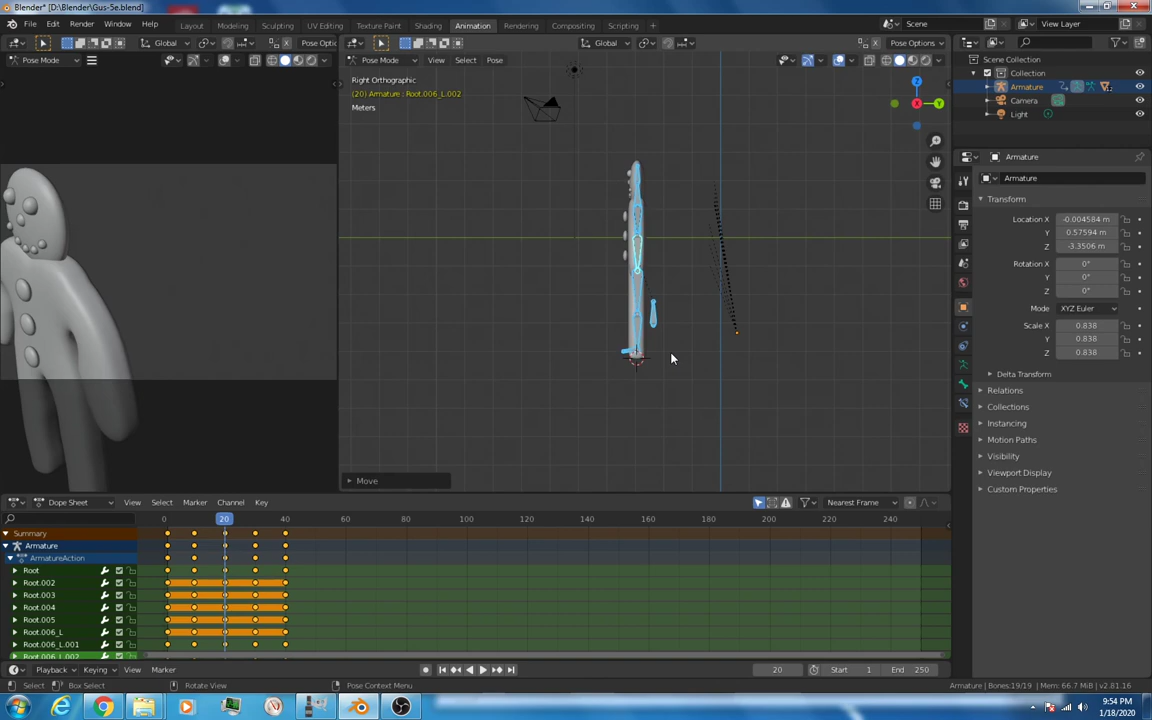 Blender* [D:\Blender\Gus-5e.blend]
File Edit Render Window Help Layout Modeling Sculpting UV Editing Texture Paint Shading Animation Rendering Compositing Scripting + Scene View Layer
Global Pose Optic Global Pose Options
Pose Mode Pose Mode View Select Pose
Right Orthographic
(20) Armature : Root.006_L.002
Meters
Scene Collection
Collection
Armature
Camera
Light
Armature
Armature
Transform
Location X -0.004584 m
Y 0.57594 m
Z -3.3506 m
Rotation X 0°
Y 0°
Z 0°
Mode XYZ Euler
Scale X 0.838
Y 0.838
Z 0.838
Delta Transform
Relations
Collections
Instancing
Motion Paths
Visibility
Viewport Display
Custom Properties
Move
Dope Sheet View Select Marker Channel Key Nearest Frame
0 20 40 60 80 100 120 140 160 180 200 220 240
Summary
Armature
ArmatureAction
Root
Root.002
Root.003
Root.004
Root.005
Root.006_L
Root.006_L.001
Root.006_L.002
Playback Keying View Marker 20 Start 1 End 250
Select Box Select Rotate View Pose Context Menu Armature | Bones:19/19 | Mem: 66.7 MiB | v2.81.16
9:54 PM
1/18/2020